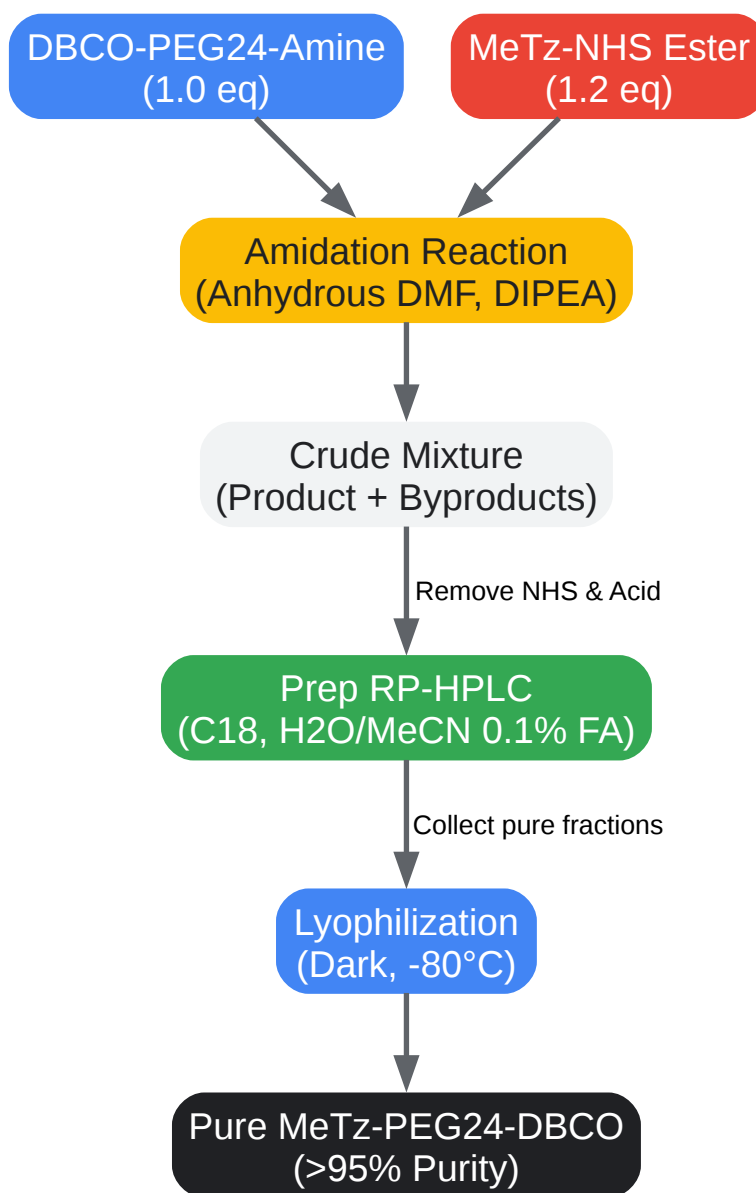 DBCO-PEG24-Amine
(1.0 eq)
MeTz-NHS Ester
(1.2 eq)
Amidation Reaction
(Anhydrous DMF, DIPEA)
Crude Mixture
(Product + Byproducts)
Remove NHS & Acid
Prep RP-HPLC
(C18, H2O/MeCN 0.1% FA)
Collect pure fractions
Lyophilization
(Dark, -80°C)
Pure MeTz-PEG24-DBCO
(>95% Purity)